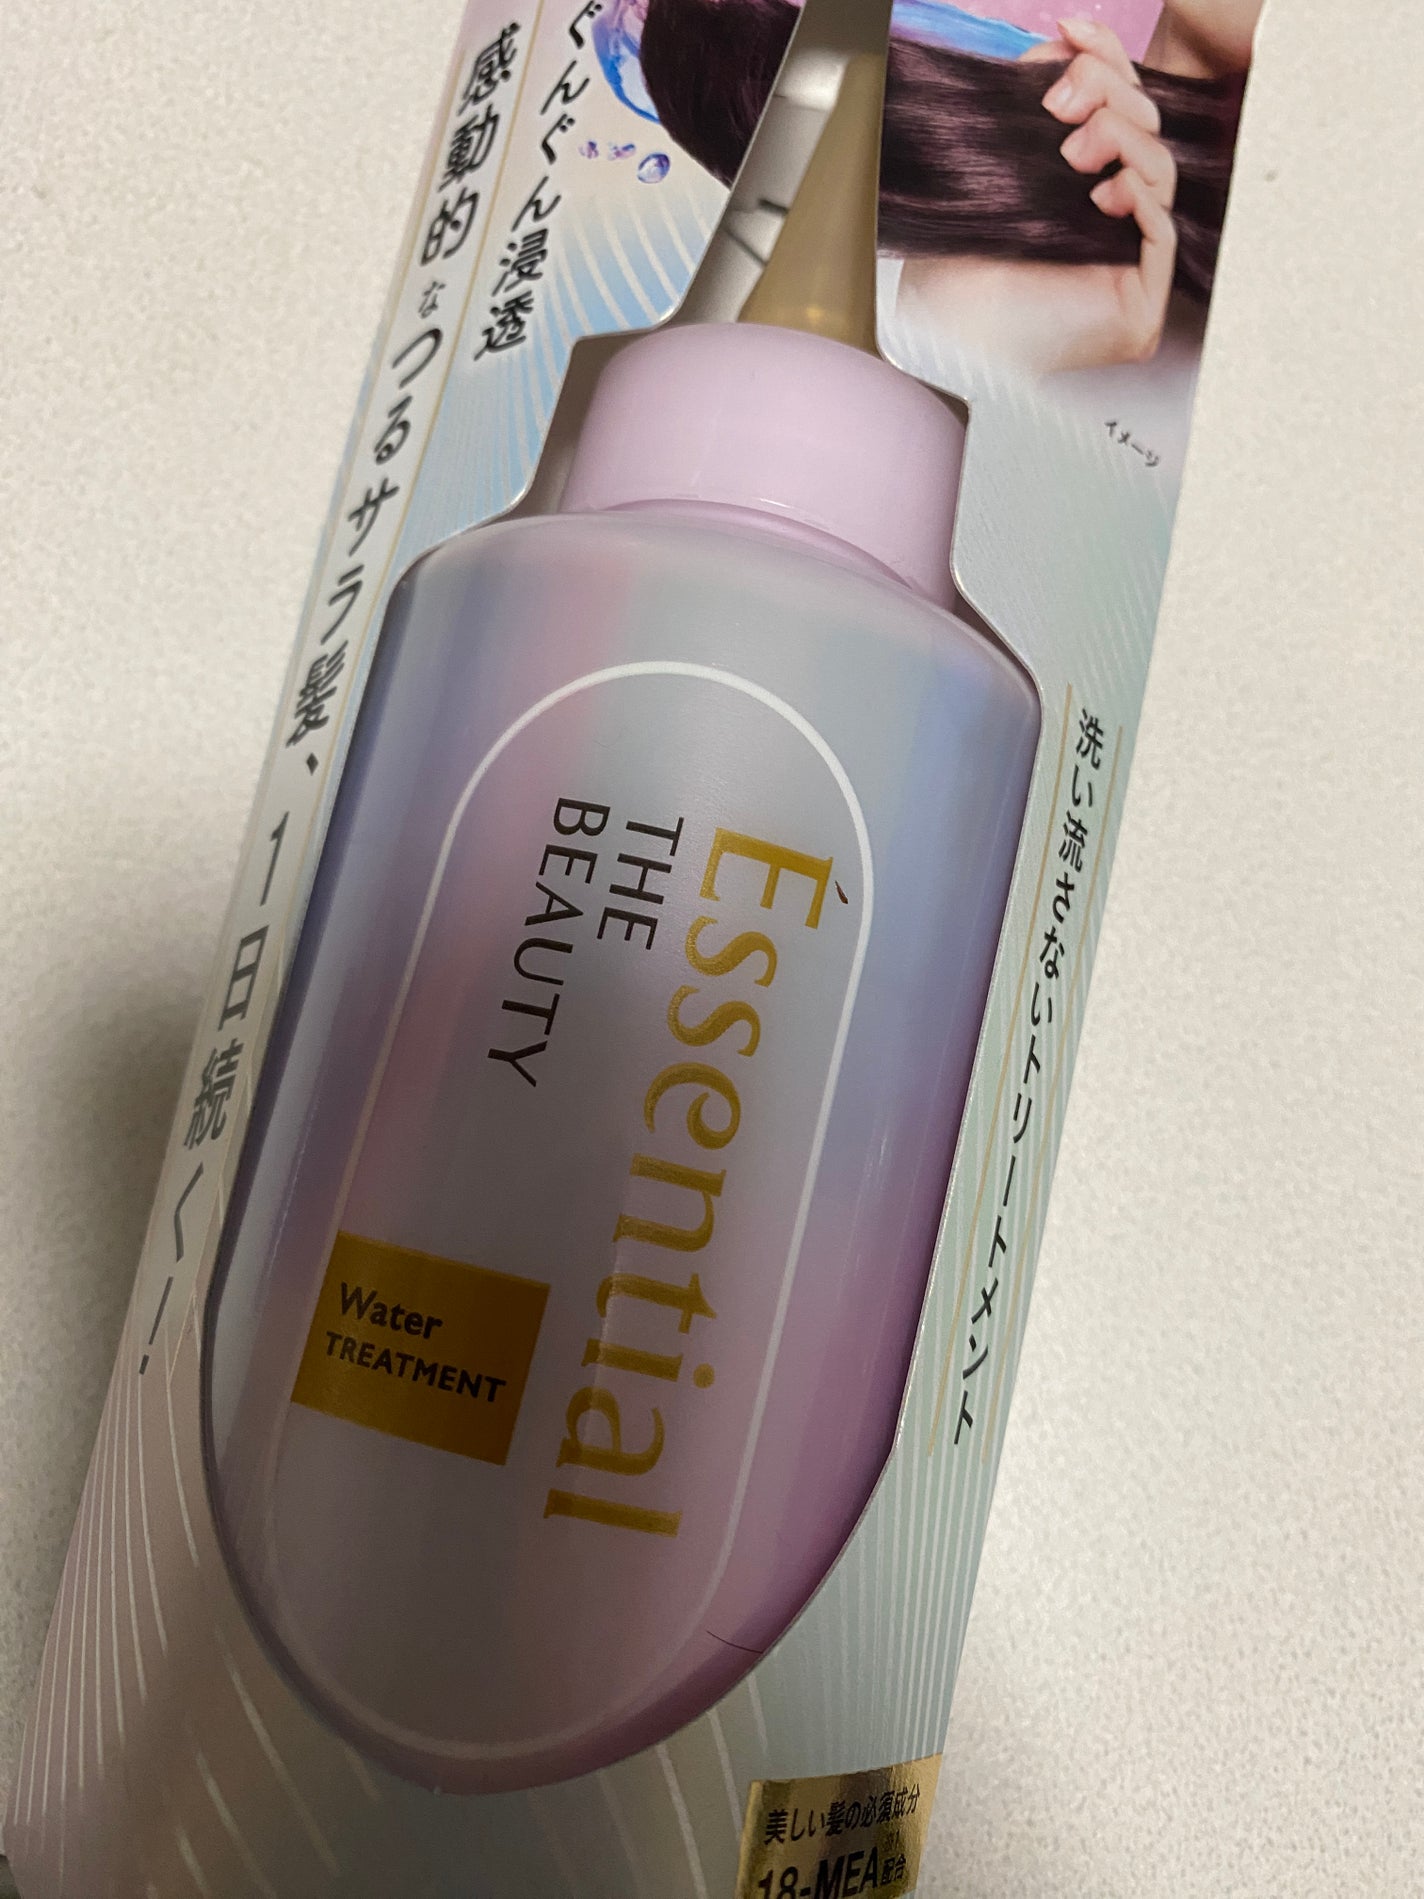 ぐんぐん浸透
感動的なつるサラ髪、1日続く!
イメージ
洗い流さないトリートメント
Éssential
THE
BEAUTY
Water
TREATMENT
美しい髪の必須成分
18-MEA配合